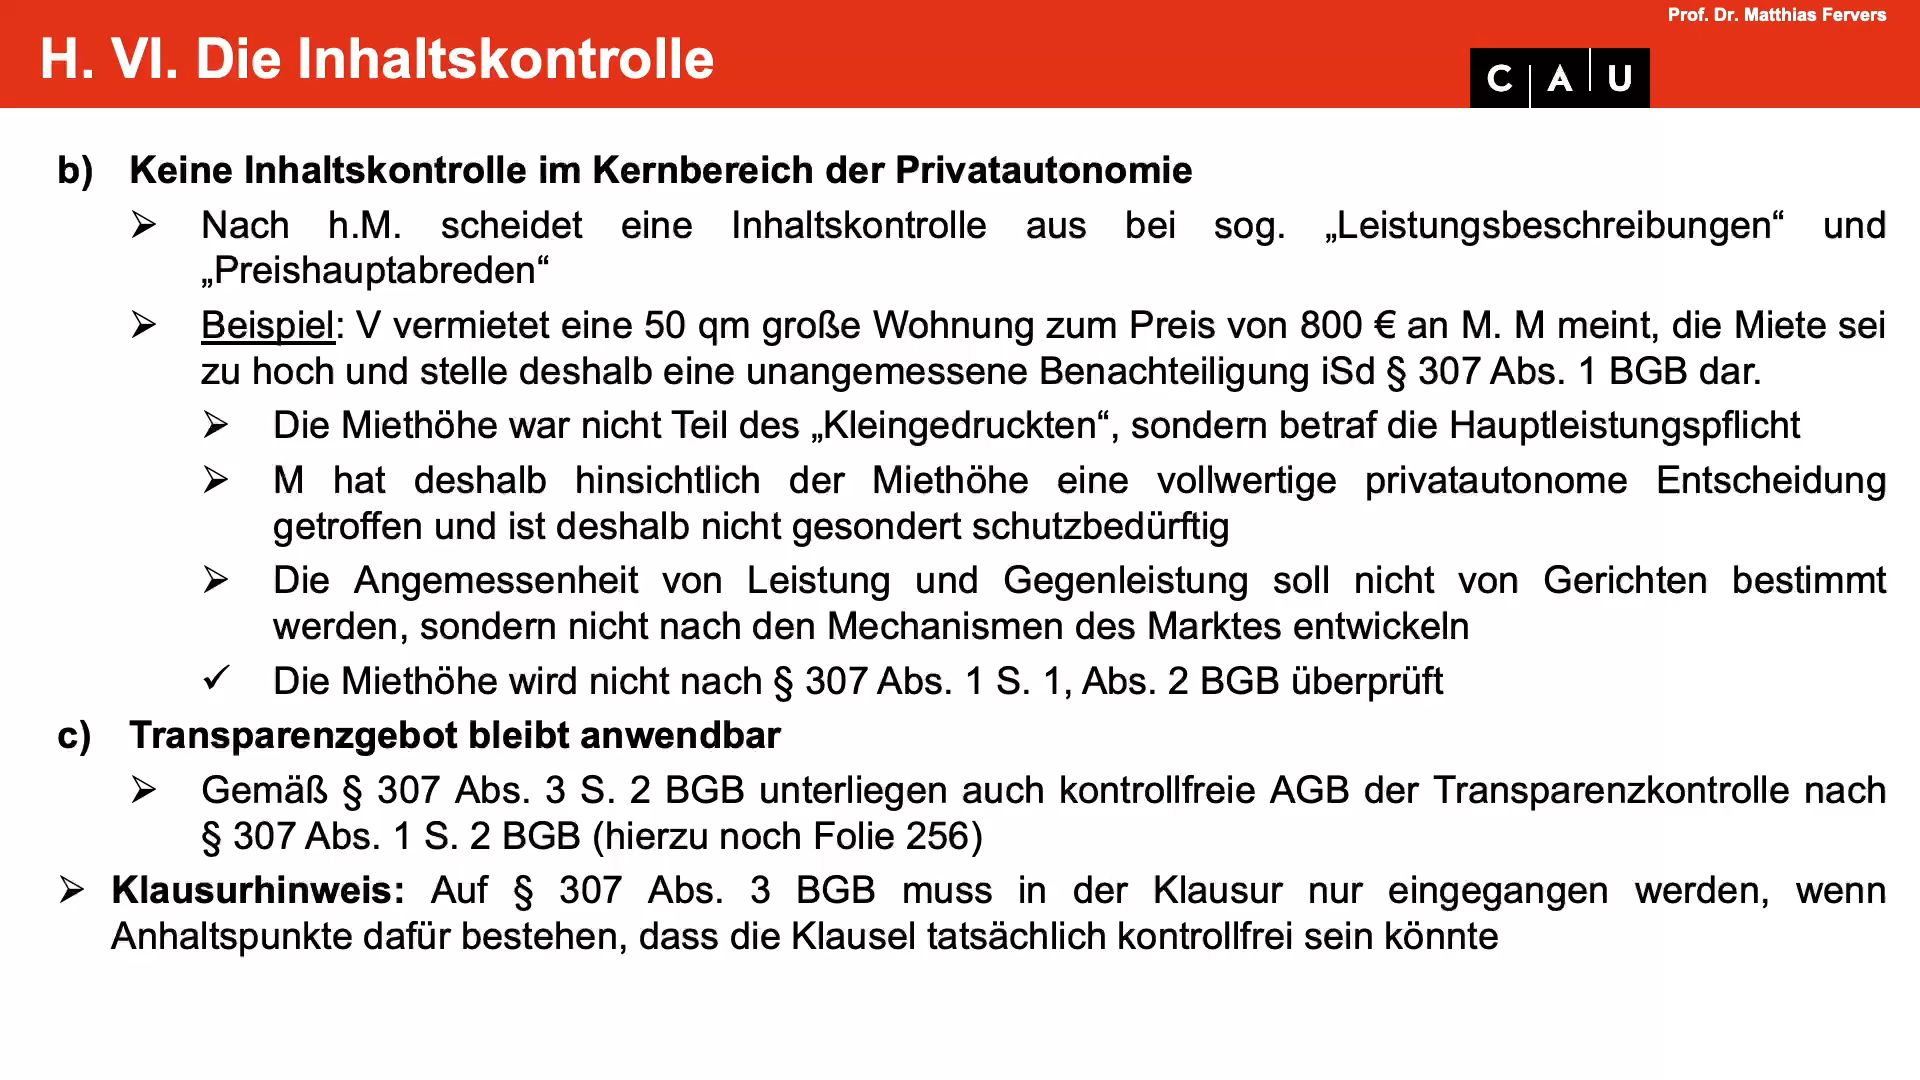 Prof. Dr. Matthias Fervers
H. VI. Die Inhaltskontrolle
C A U
b) Keine Inhaltskontrolle im Kernbereich der Privatautonomie
➢ Nach h.M. scheidet eine Inhaltskontrolle aus bei sog. „Leistungsbeschreibungen“ und
„Preishauptabreden“
➢ Beispiel: V vermietet eine 50 qm große Wohnung zum Preis von 800 € an M. M meint, die Miete sei
zu hoch und stelle deshalb eine unangemessene Benachteiligung iSd § 307 Abs. 1 BGB dar.
➢ Die Miethöhe war nicht Teil des „Kleingedruckten“, sondern betraf die Hauptleistungspflicht
➢ M hat deshalb hinsichtlich der Miethöhe eine vollwertige privatautonome Entscheidung
getroffen und ist deshalb nicht gesondert schutzbedürftig
➢ Die Angemessenheit von Leistung und Gegenleistung soll nicht von Gerichten bestimmt
werden, sondern nicht nach den Mechanismen des Marktes entwickeln
✓ Die Miethöhe wird nicht nach § 307 Abs. 1 S. 1, Abs. 2 BGB überprüft
c) Transparenzgebot bleibt anwendbar
➢ Gemäß § 307 Abs. 3 S. 2 BGB unterliegen auch kontrollfreie AGB der Transparenzkontrolle nach
§ 307 Abs. 1 S. 2 BGB (hierzu noch Folie 256)
➢ Klausurhinweis: Auf § 307 Abs. 3 BGB muss in der Klausur nur eingegangen werden, wenn
Anhaltspunkte dafür bestehen, dass die Klausel tatsächlich kontrollfrei sein könnte